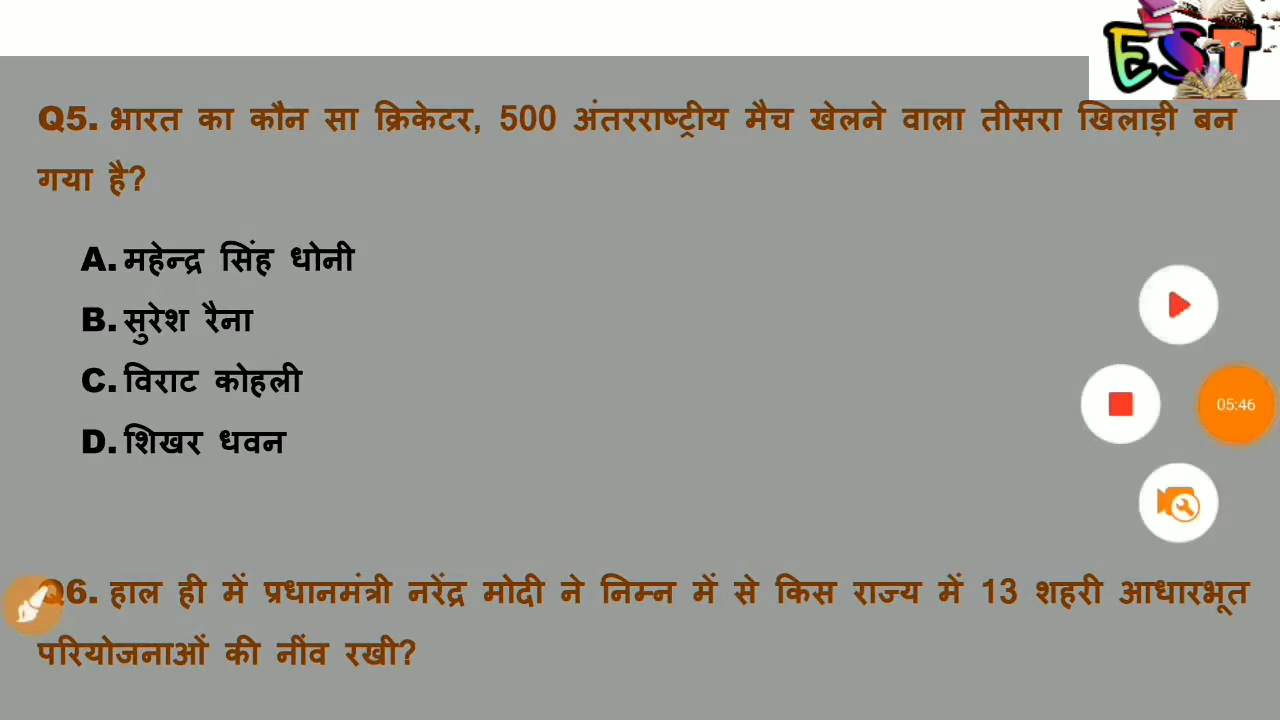 EST
Q5. भारत का कौन सा क्रिकेटर, 500 अंतरराष्ट्रीय मैच खेलने वाला तीसरा खिलाड़ी बन
गया है?
A. महेन्द्र सिंह धोनी
B. सुरेश रैना
C. विराट कोहली
D. शिखर धवन
05:46
Q6. हाल ही में प्रधानमंत्री नरेंद्र मोदी ने निम्न में से किस राज्य में 13 शहरी आधारभूत
परियोजनाओं की नींव रखी?